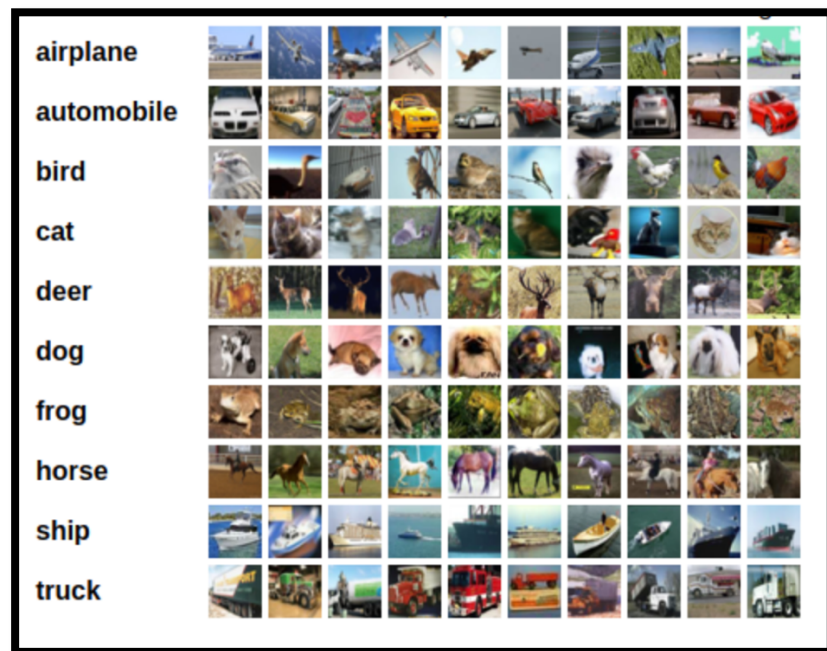 airplane
automobile
bird
cat
deer
dog
frog
horse
ship
truck